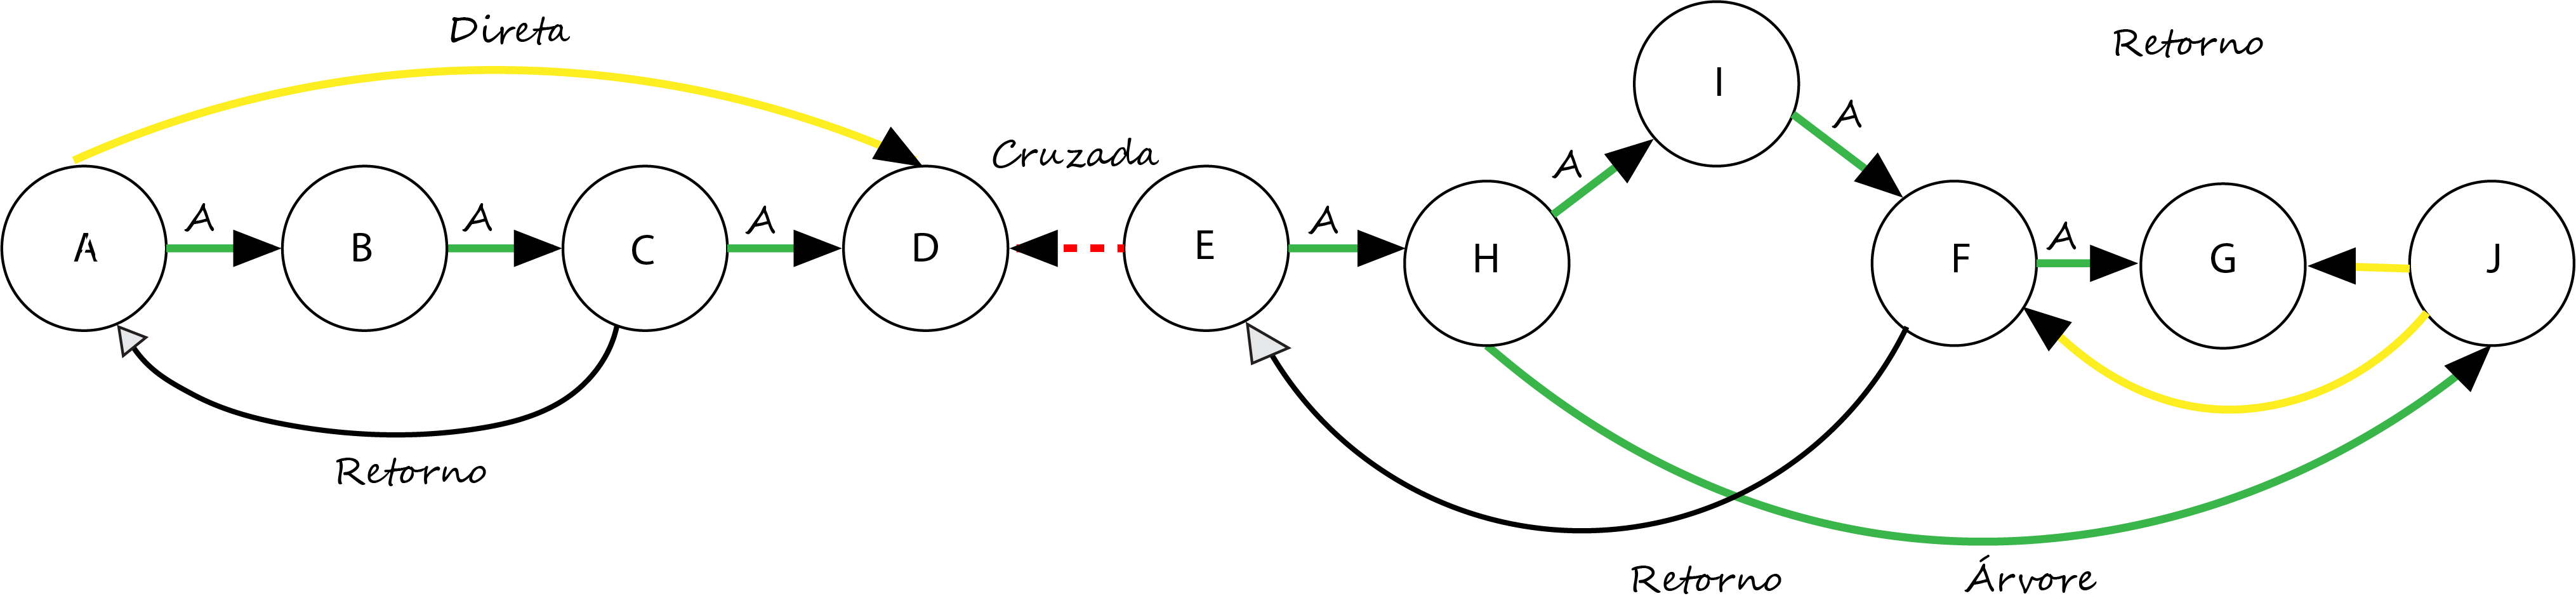 Direta
Retorno
I
A
Cruzada
A
A
A
A
A
A
A
B
C
D
E
H
F
G
J
Retorno
Retorno
Árvore